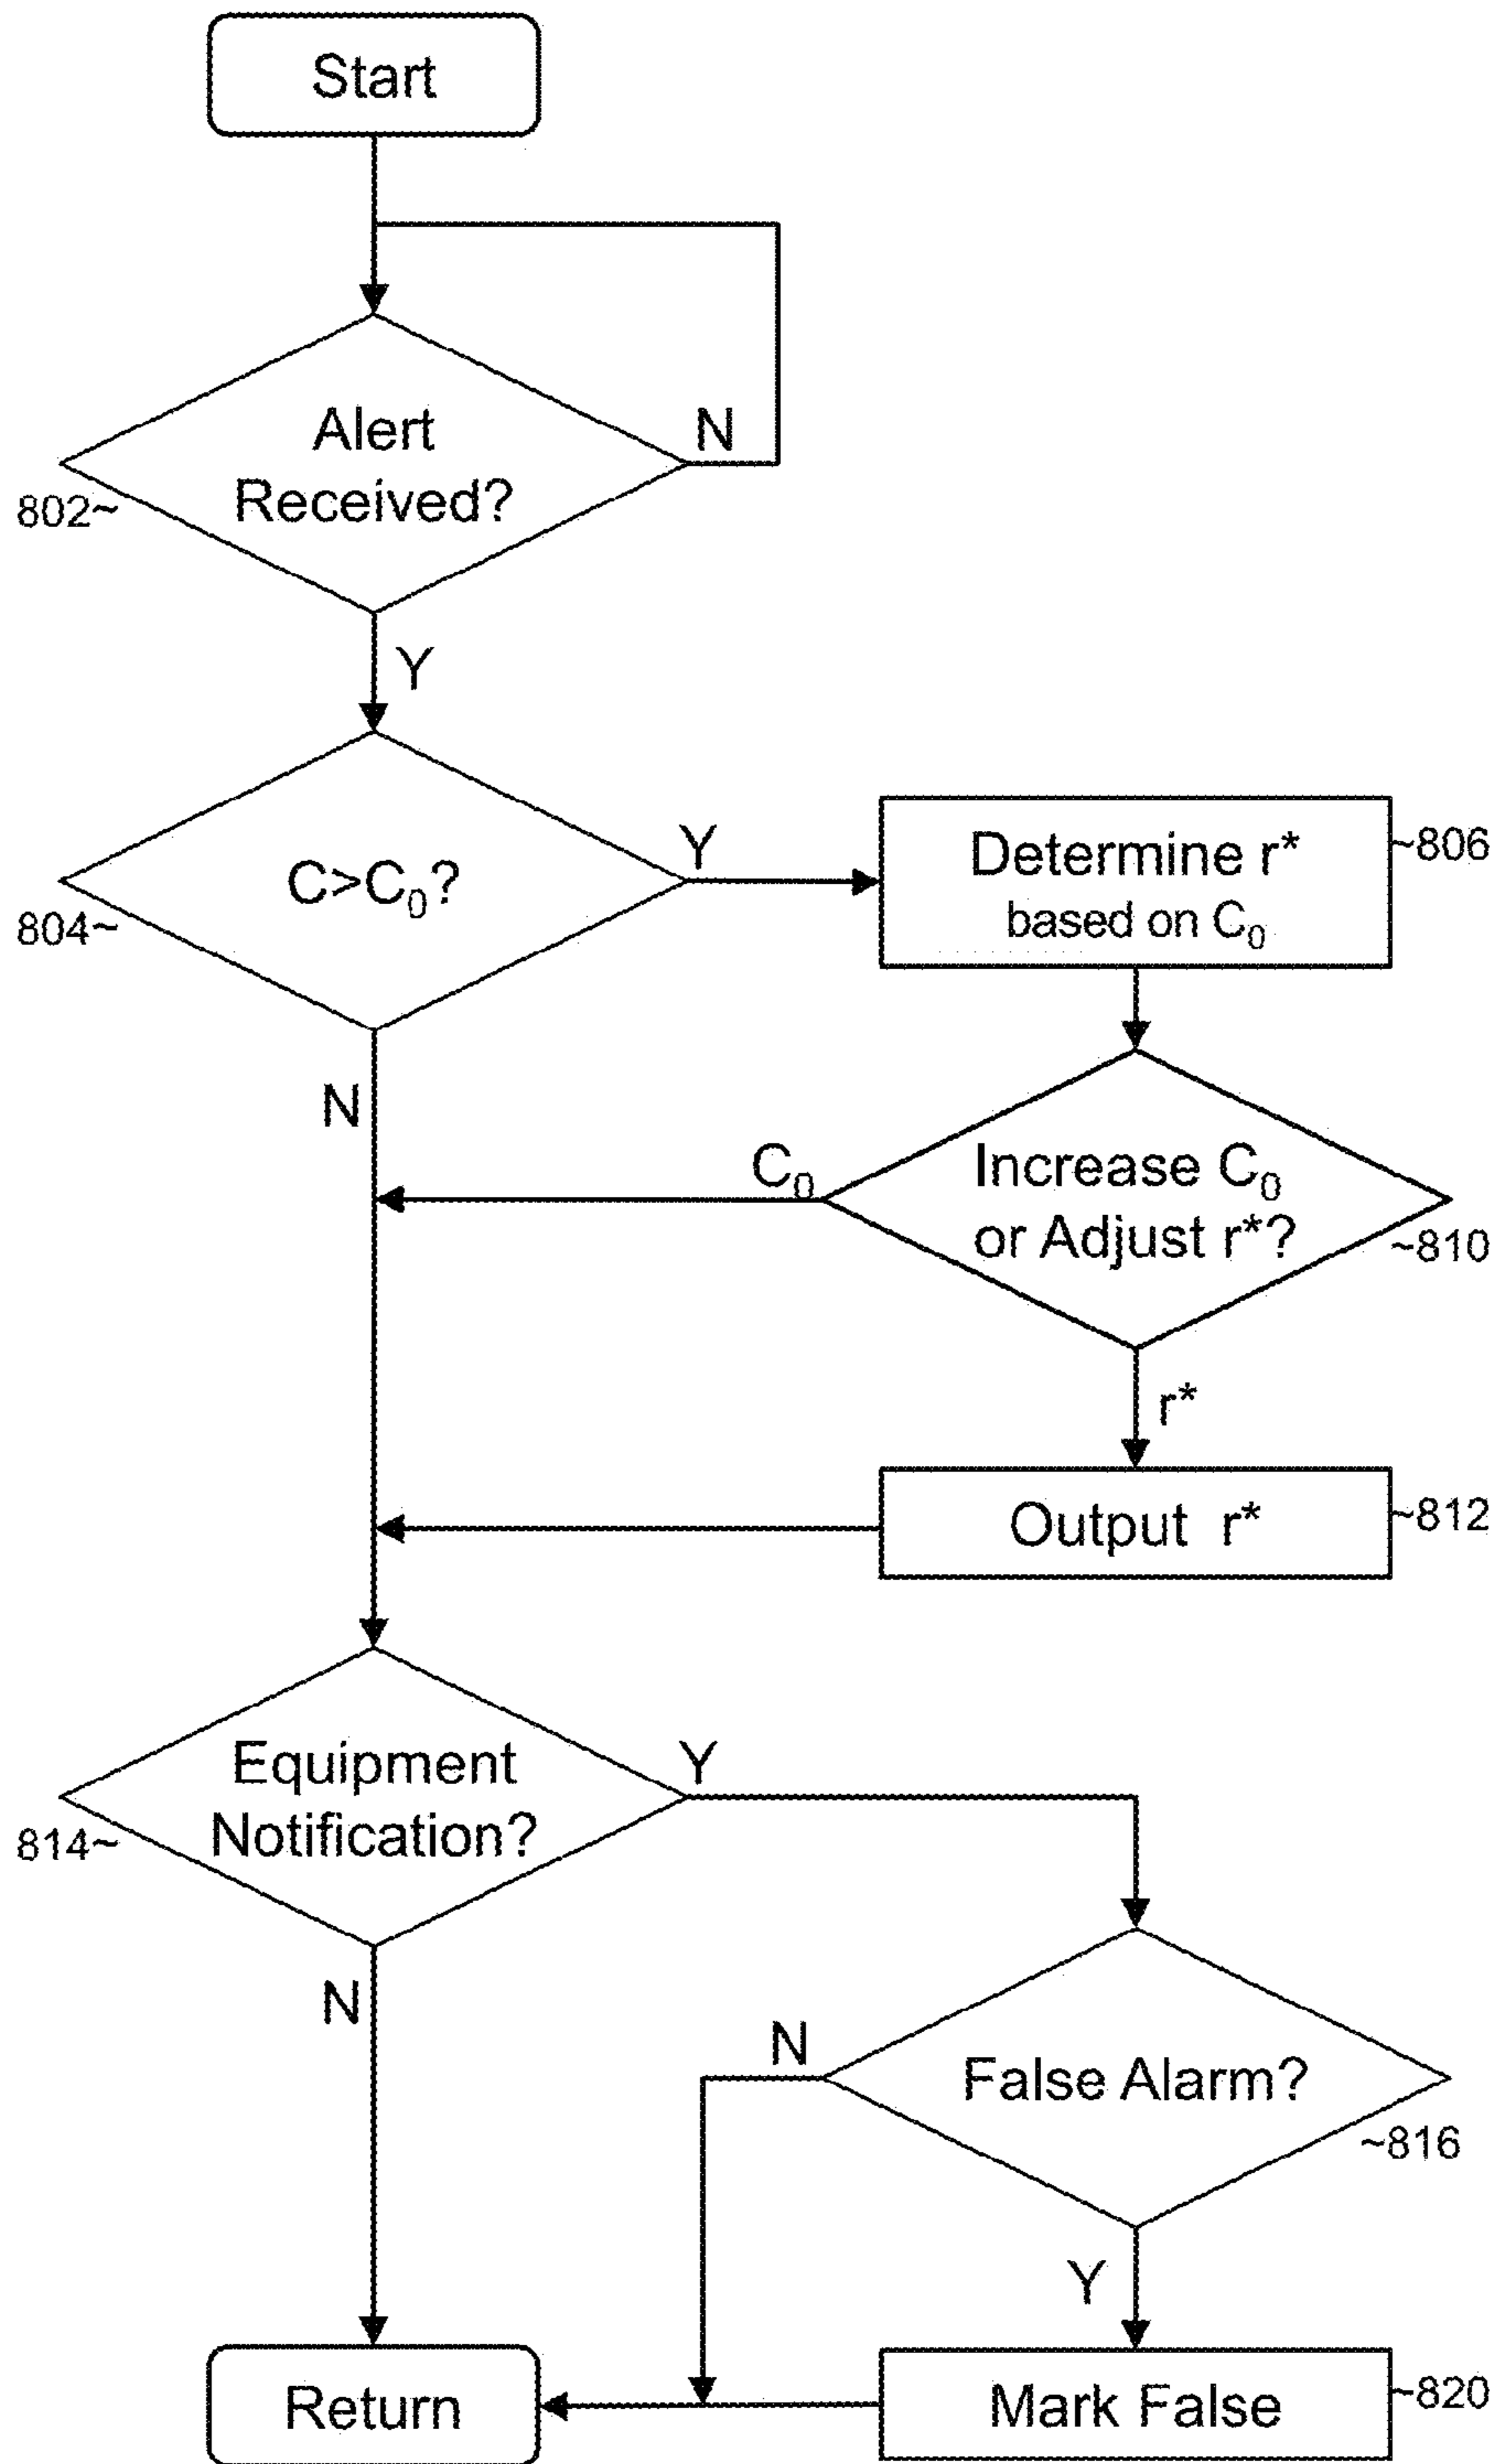 Start
Alert
Received?
N
802~
Y
C>C₀?
Y
804~
Determine r*
based on C₀
~806
N
C₀
Increase C₀
or Adjust r*?
~810
r*
Output r*
~812
Equipment
Notification?
Y
814~
N
N
False Alarm?
~816
Y
Return
Mark False
~820